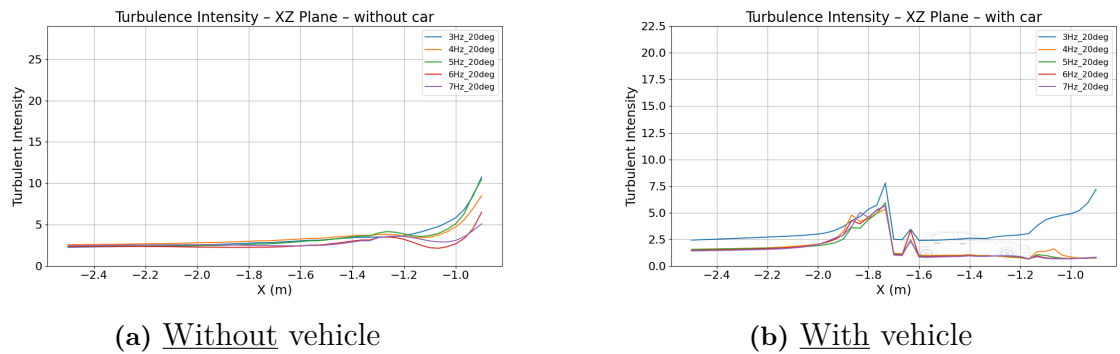 Turbulence Intensity – XZ Plane – without car
Turbulent Intensity
25
20
15
10
5
0
3Hz_20deg
4Hz_20deg
5Hz_20deg
6Hz_20deg
7Hz_20deg
−2.4 −2.2 −2.0 −1.8 −1.6 −1.4 −1.2 −1.0
X (m)
(a) Without vehicle
Turbulence Intensity – XZ Plane – with car
Turbulent Intensity
22.5
20.0
17.5
15.0
12.5
10.0
7.5
5.0
2.5
0.0
3Hz_20deg
4Hz_20deg
5Hz_20deg
6Hz_20deg
7Hz_20deg
−2.4 −2.2 −2.0 −1.8 −1.6 −1.4 −1.2 −1.0
X (m)
(b) With vehicle